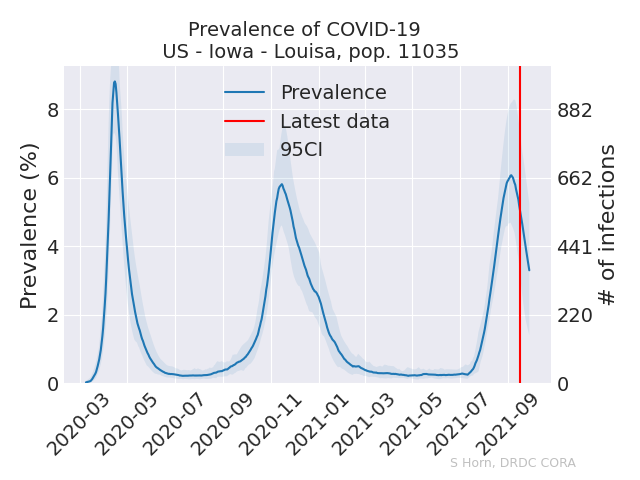 Prevalence of COVID-19
US - Iowa - Louisa, pop. 11035
Prevalence
Latest data
95CI
Prevalence (%)
8
6
4
2
0
# of infections
882
662
441
220
0
2020-03
2020-05
2020-07
2020-09
2020-11
2021-01
2021-03
2021-05
2021-07
2021-09
S Horn, DRDC CORA